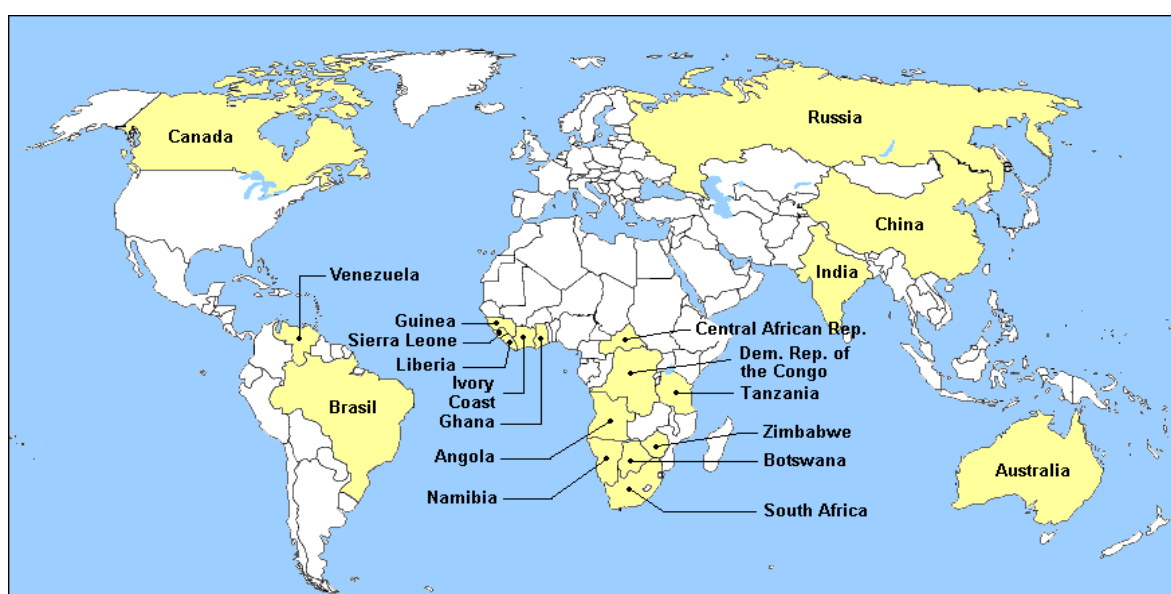 Canada
Russia
China
India
Venezuela
Guinea
Sierra Leone
Liberia
Ivory
Coast
Ghana
Central African Rep.
Dem. Rep. of
the Congo
Tanzania
Brasil
Angola
Zimbabwe
Botswana
Namibia
South Africa
Australia